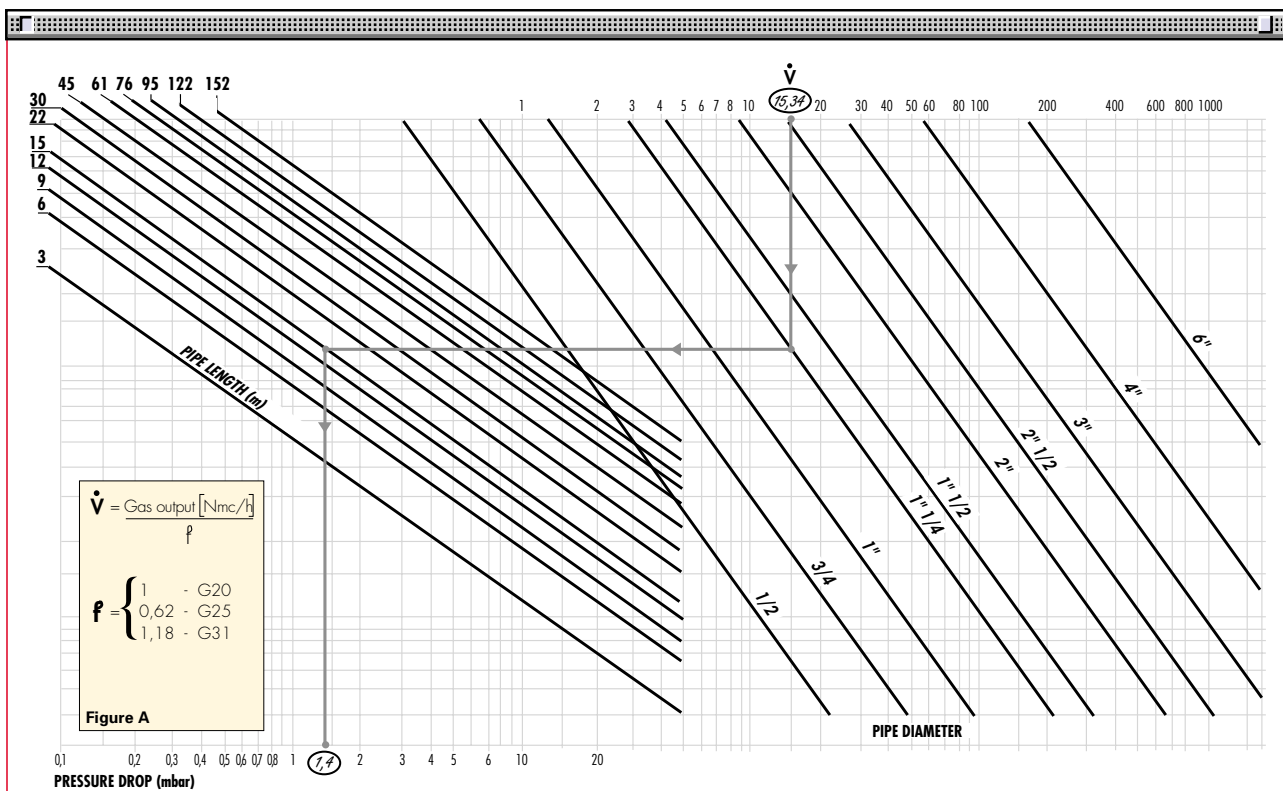 V̇
45 61 76 95 122 152
30
22
15
12
9
6
3
1 2 3 4 5 6 7 8 10 15,34 20 30 40 50 60 80 100 200 400 600 800 1000
PIPE LENGTH (m)
6"
4"
3"
2" 1/2
2"
1" 1/2
1" 1/4
1"
3/4
1/2
V̇ = Gas output [Nmc/h]
f
f = { 1 - G20
0,62 - G25
1,18 - G31
Figure A
PIPE DIAMETER
0,1 0,2 0,3 0,4 0,5 0,6 0,7 0,8 1 1,4 2 3 4 5 6 10 20
PRESSURE DROP (mbar)